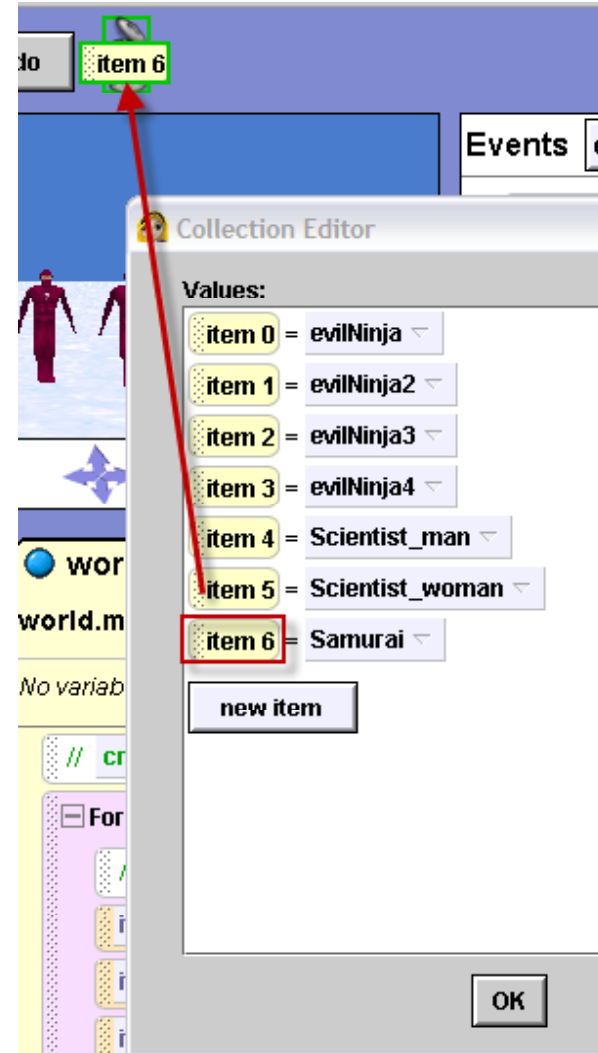 do
item 6
Events
Collection Editor
Values:
item 0 = evilNinja
item 1 = evilNinja2
item 2 = evilNinja3
item 3 = evilNinja4
item 4 = Scientist_man
item 5 = Scientist_woman
item 6 = Samurai
new item
wor
world.m
No variab
// cr
For
OK